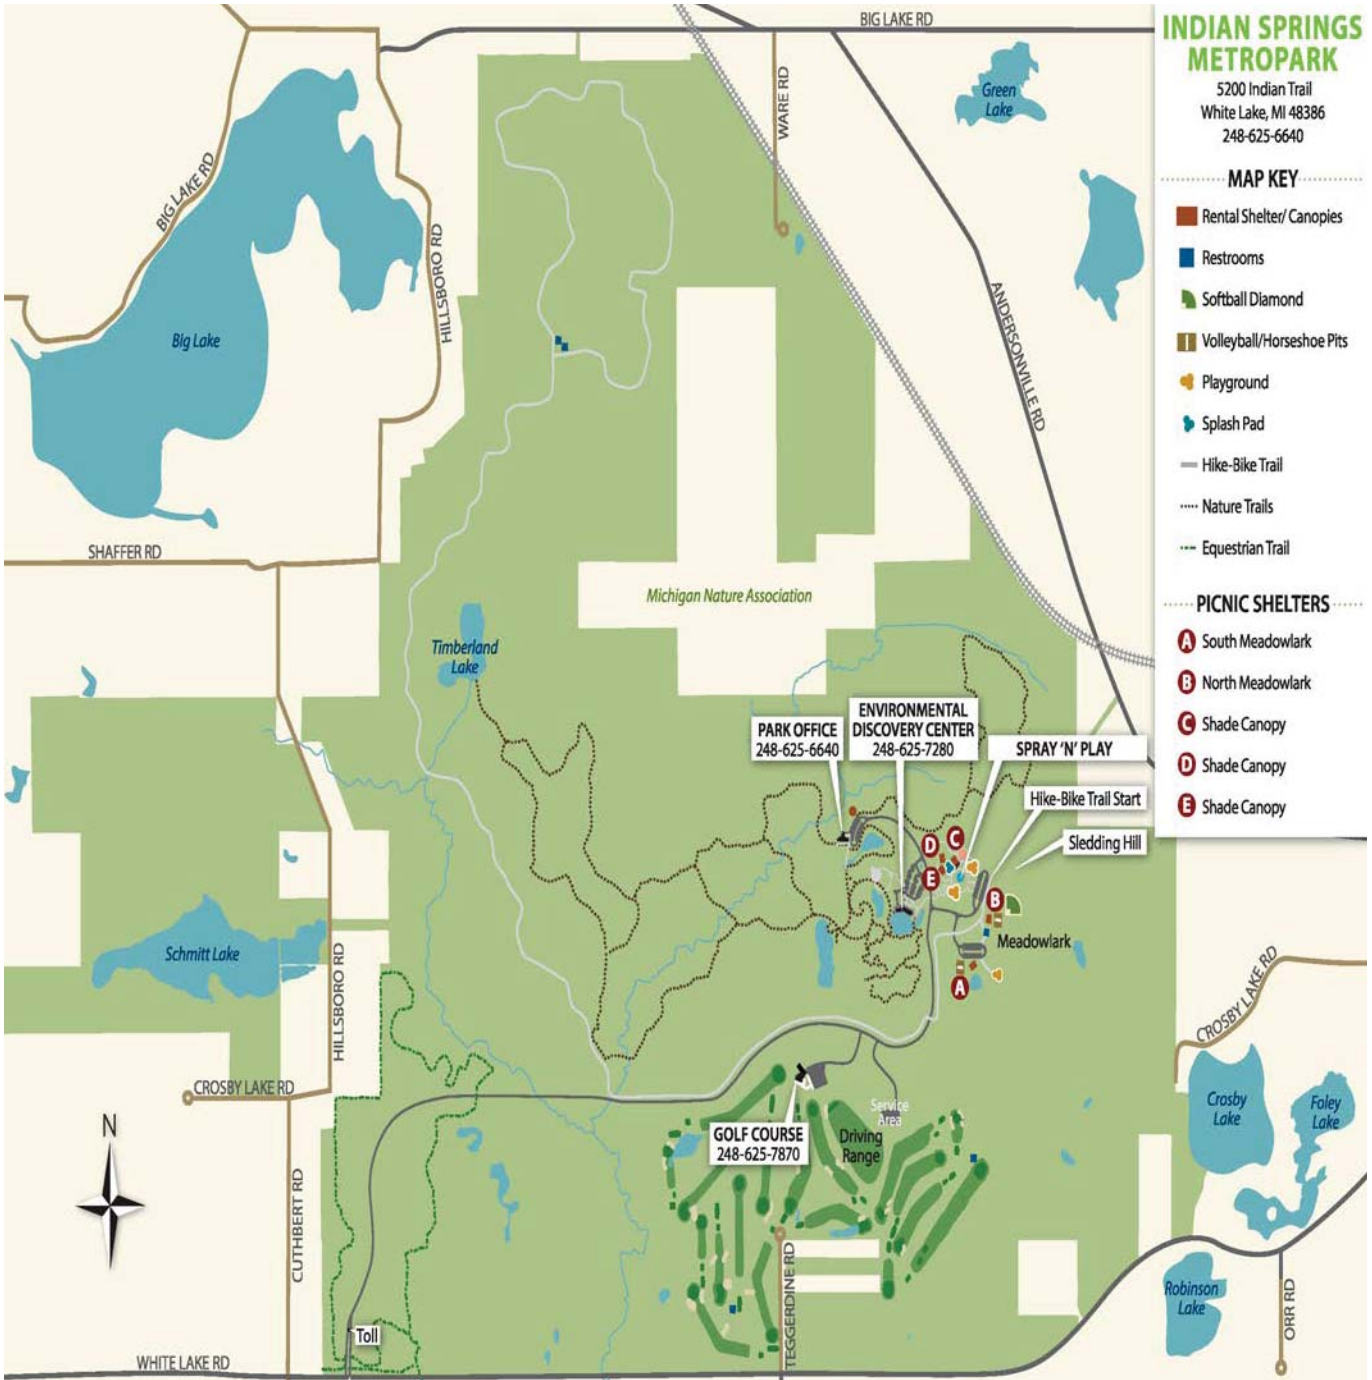 BIG LAKE RD
INDIAN SPRINGS
METROPARK
5200 Indian Trail
White Lake, MI 48386
248-625-6640
MAP KEY
Rental Shelter/ Canopies
Restrooms
Softball Diamond
Volleyball/Horseshoe Pits
Playground
Splash Pad
Hike-Bike Trail
Nature Trails
Equestrian Trail
PICNIC SHELTERS
A South Meadowlark
B North Meadowlark
C Shade Canopy
D Shade Canopy
E Shade Canopy
WARE RD
Green
Lake
BIG LAKE RD
HILLSBORO RD
ANDERSONVILLE RD
Big Lake
SHAFFER RD
Michigan Nature Association
Timberland
Lake
PARK OFFICE
248-625-6640
ENVIRONMENTAL
DISCOVERY CENTER
248-625-7280
SPRAY 'N' PLAY
Hike-Bike Trail Start
Sledding Hill
D
C
E
B
Meadowlark
A
Schmitt Lake
HILLSBORO RD
CROSBY LAKE RD
CROSBY LAKE RD
Crosby
Lake
Foley
Lake
N
GOLF COURSE
248-625-7870
Driving
Range
Service
Area
CUTHBERT RD
TEGGERDINE RD
Robinson
Lake
ORR RD
Toll
WHITE LAKE RD